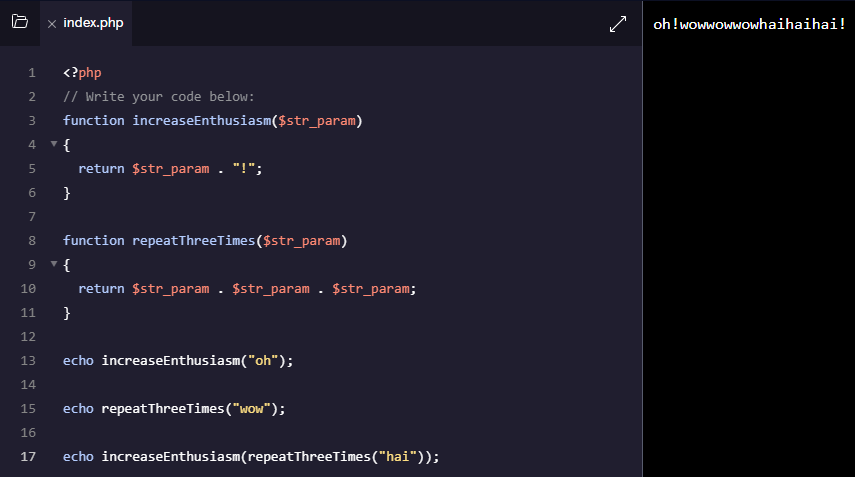 index.php
1 <?php
2 // Write your code below:
3 function increaseEnthusiasm($str_param)
4 {
5   return $str_param . "!";
6 }
7
8 function repeatThreeTimes($str_param)
9 {
10   return $str_param . $str_param . $str_param;
11 }
12
13 echo increaseEnthusiasm("oh");
14
15 echo repeatThreeTimes("wow");
16
17 echo increaseEnthusiasm(repeatThreeTimes("hai"));
oh!wowwowwowhaihaihai!